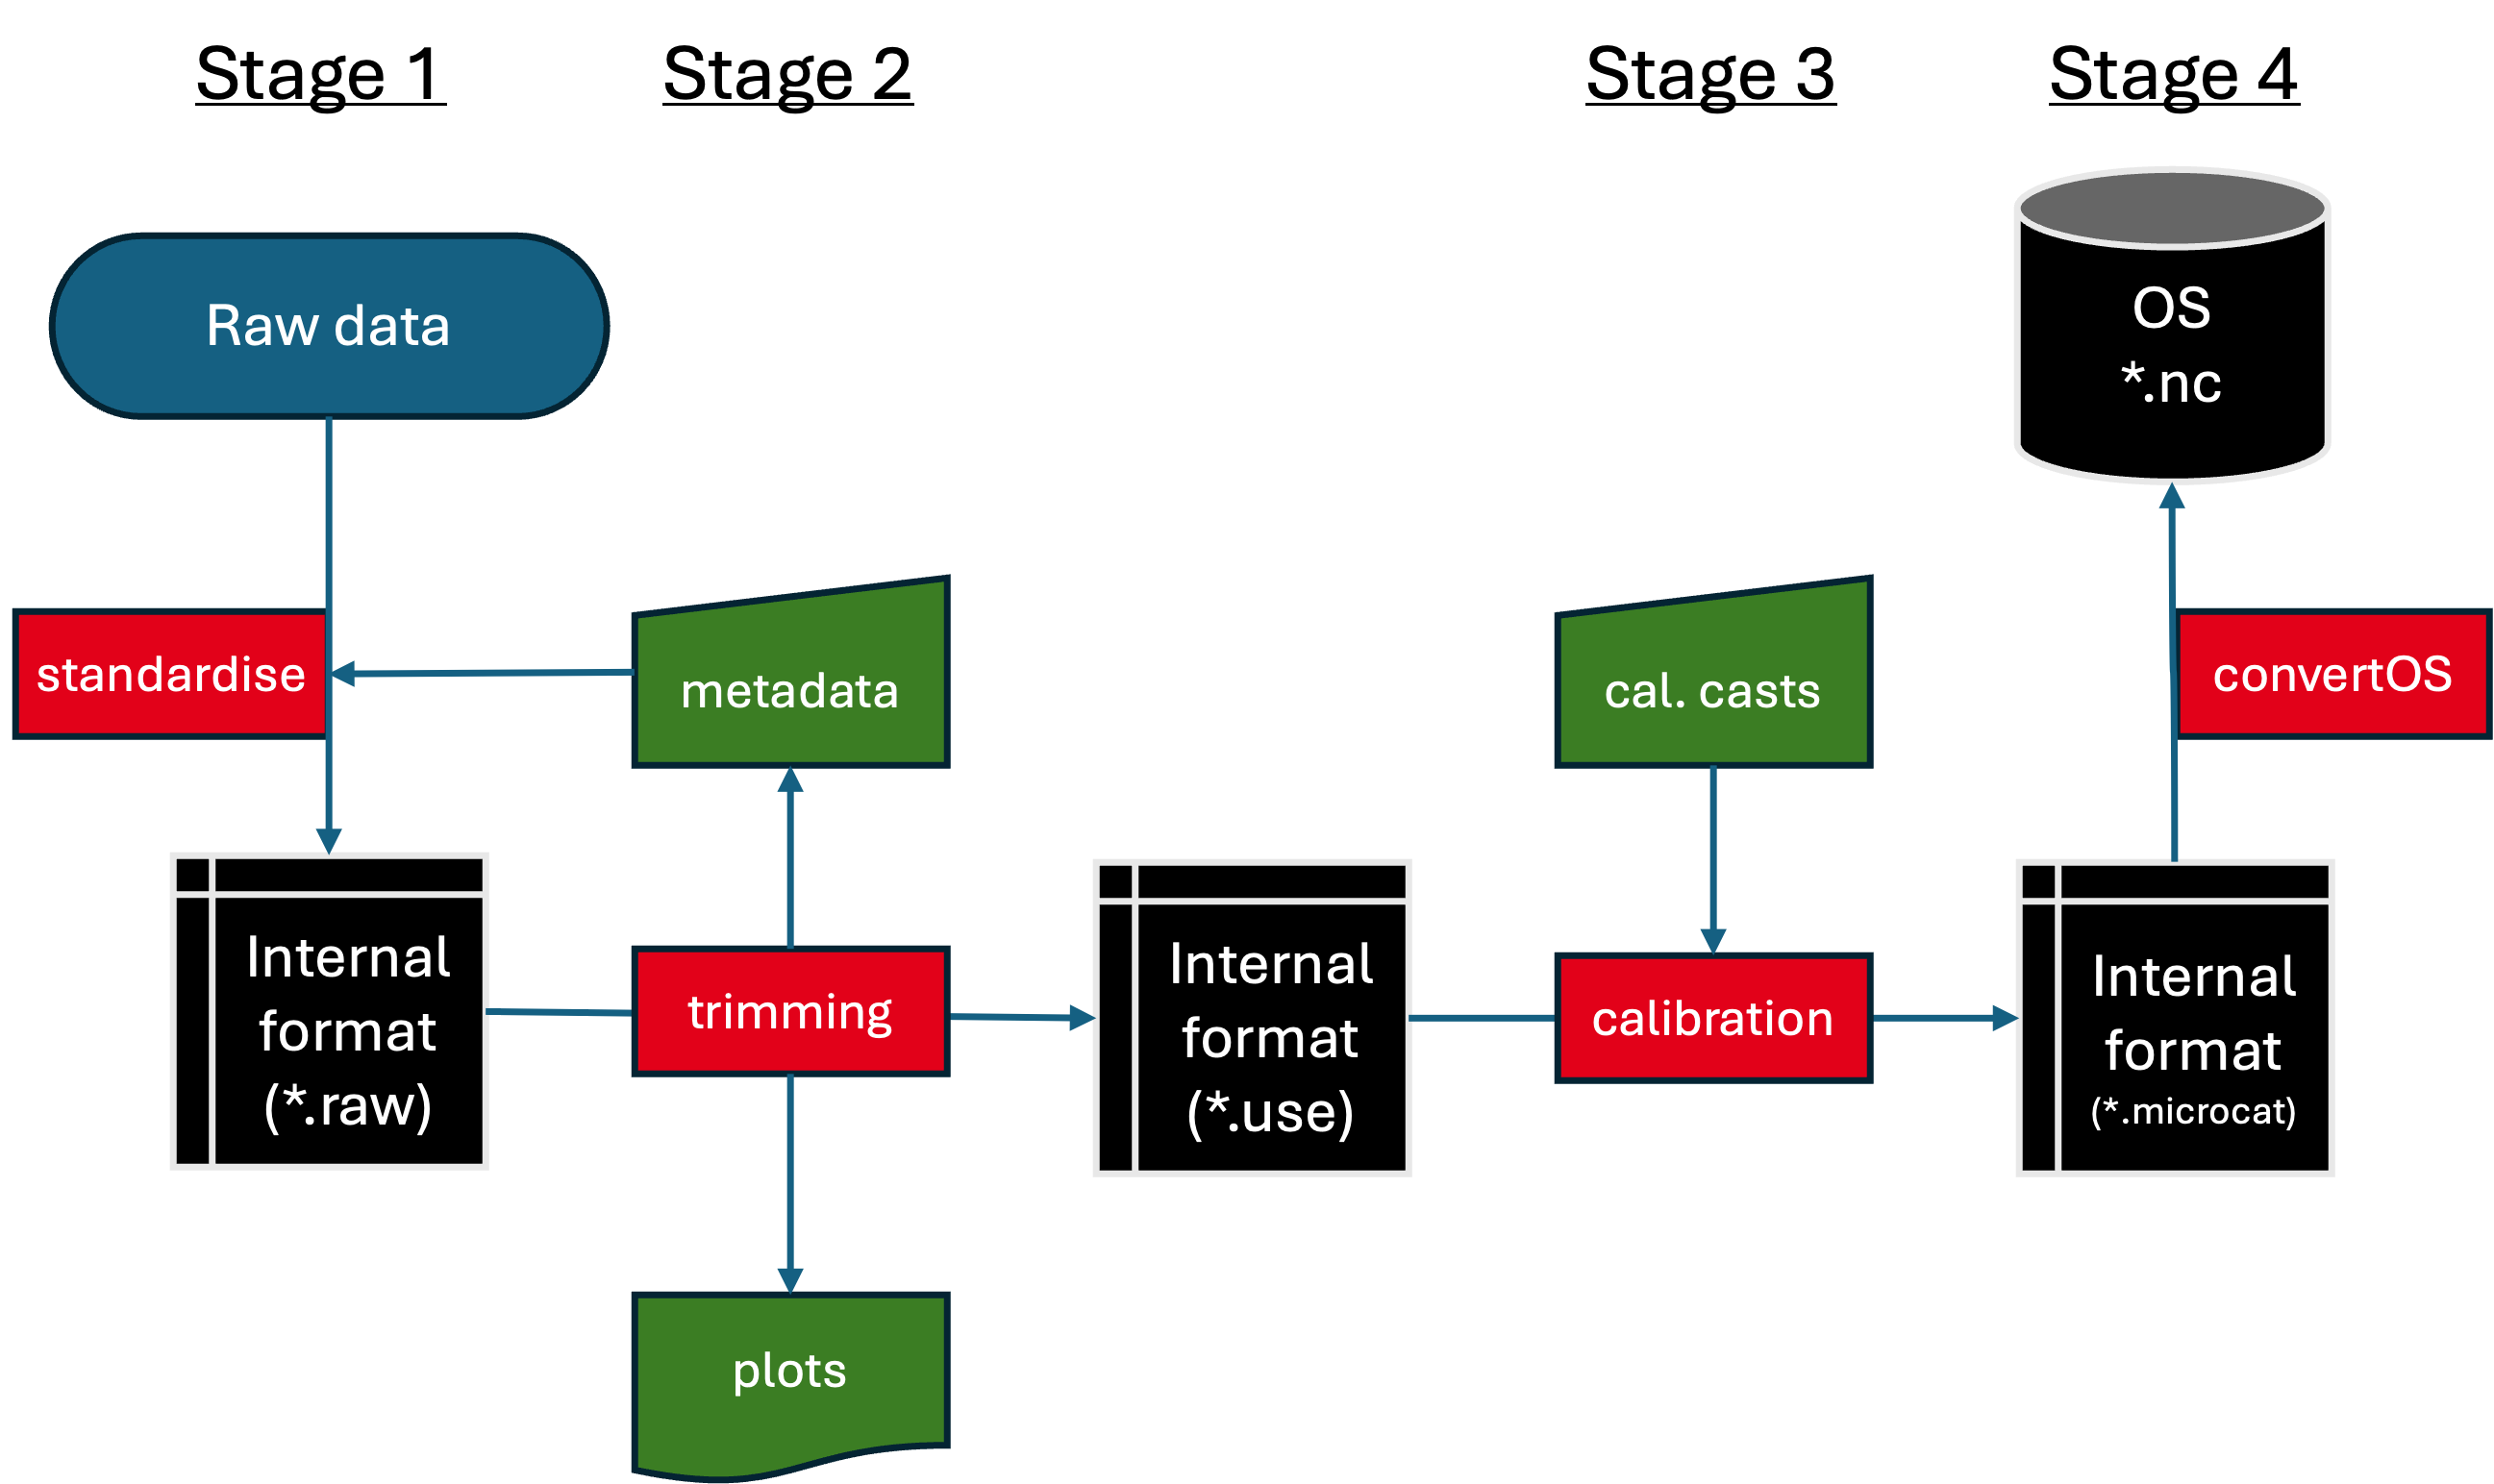 Stage 1
Stage 2
Stage 3
Stage 4
Raw data
OS
*.nc
standardise
metadata
cal. casts
convertOS
Internal
format
(*.raw)
trimming
Internal
format
(*.use)
calibration
Internal
format
(*.microcat)
plots